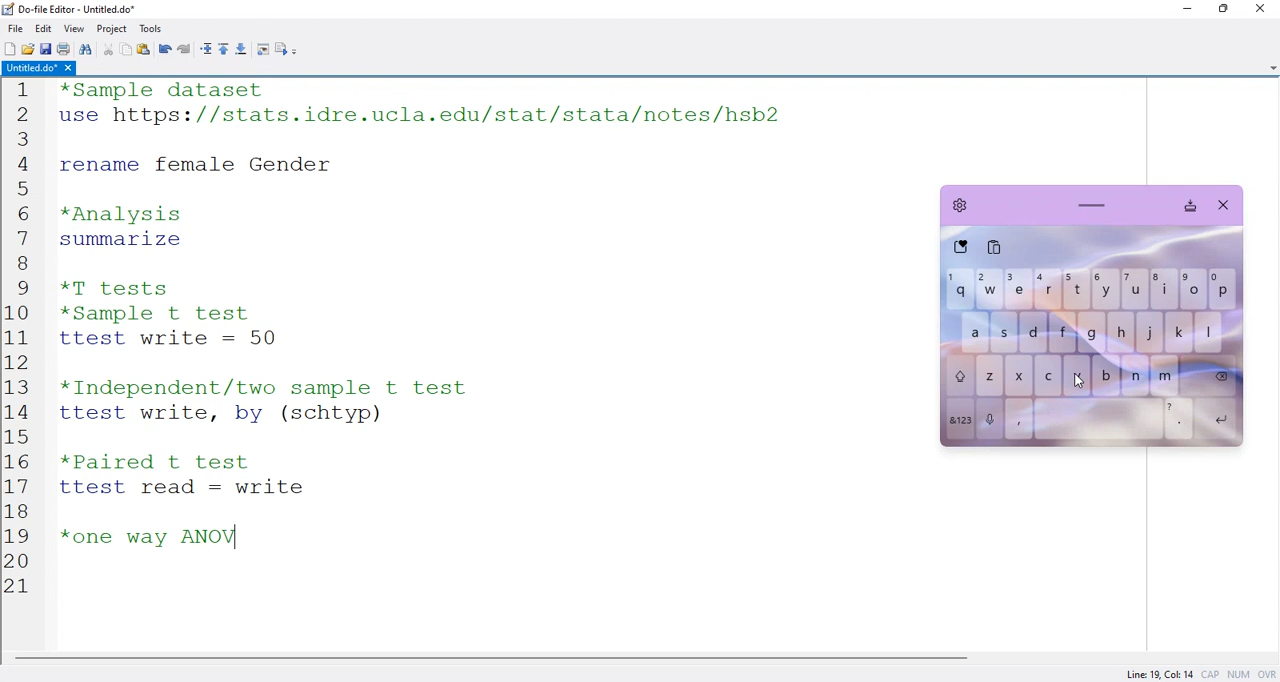 Do-file Editor - Untitled.do*
File Edit View Project Tools
Untitled.do*
1 *Sample dataset
2 use https://stats.idre.ucla.edu/stat/stata/notes/hsb2
3
4 rename female Gender
5
6 *Analysis
7 summarize
8
9 *T tests
10 *Sample t test
11 ttest write = 50
12
13 *Independent/two sample t test
14 ttest write, by (schtyp)
15
16 *Paired t test
17 ttest read = write
18
19 *one way ANOV
20
21
1 2 3 4 5 6 7 8 9 0
q w e r t y u i o p
a s d f g h j k l
z x c v b n m
&123 , ? .
Line: 19, Col: 14 CAP NUM OVR